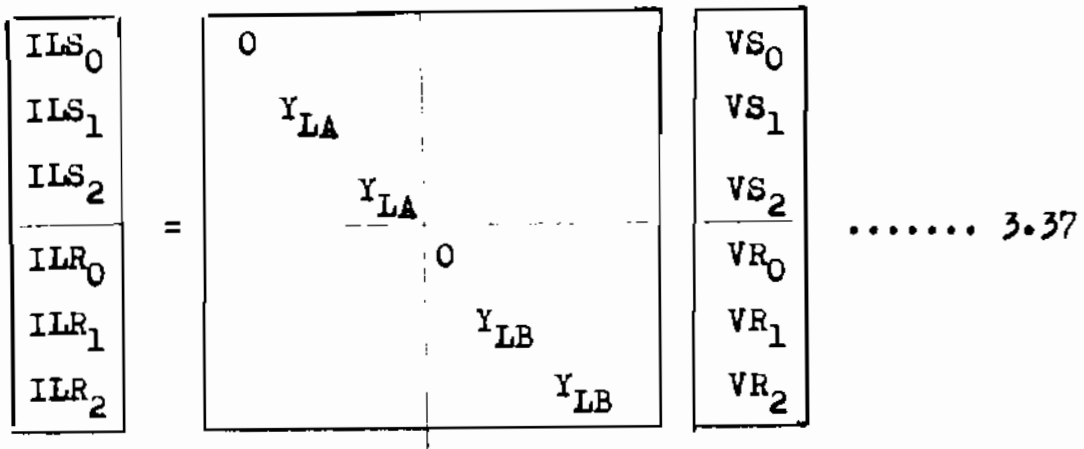 ILS0 0 VS0
ILS1 YLA VS1
ILS2 YLA VS2
= ....... 3.37
ILR0 0 VR0
ILR1 YLB VR1
ILR2 YLB VR2